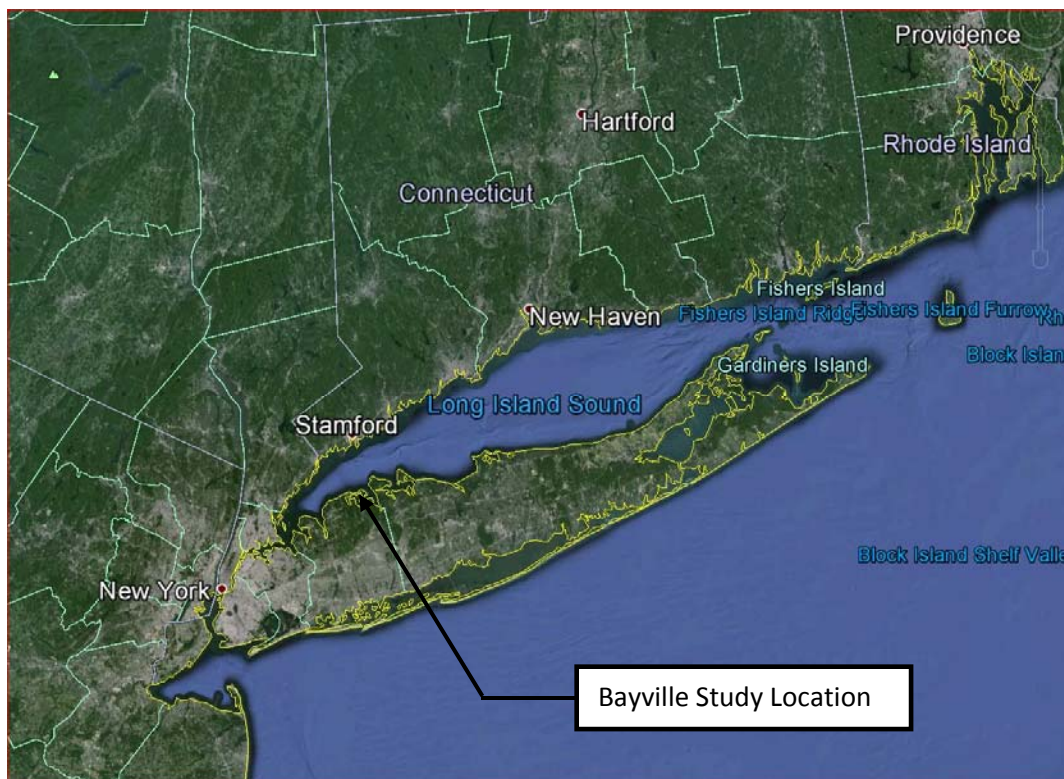 Providence
Hartford
Rhode Island
Connecticut
Fishers Island
New Haven
Fishers Island Ridge
Fishers Island Furrow
Block Islan
Gardiners Island
Long Island Sound
Stamford
Block Island Shelf Valle
New York
Bayville Study Location